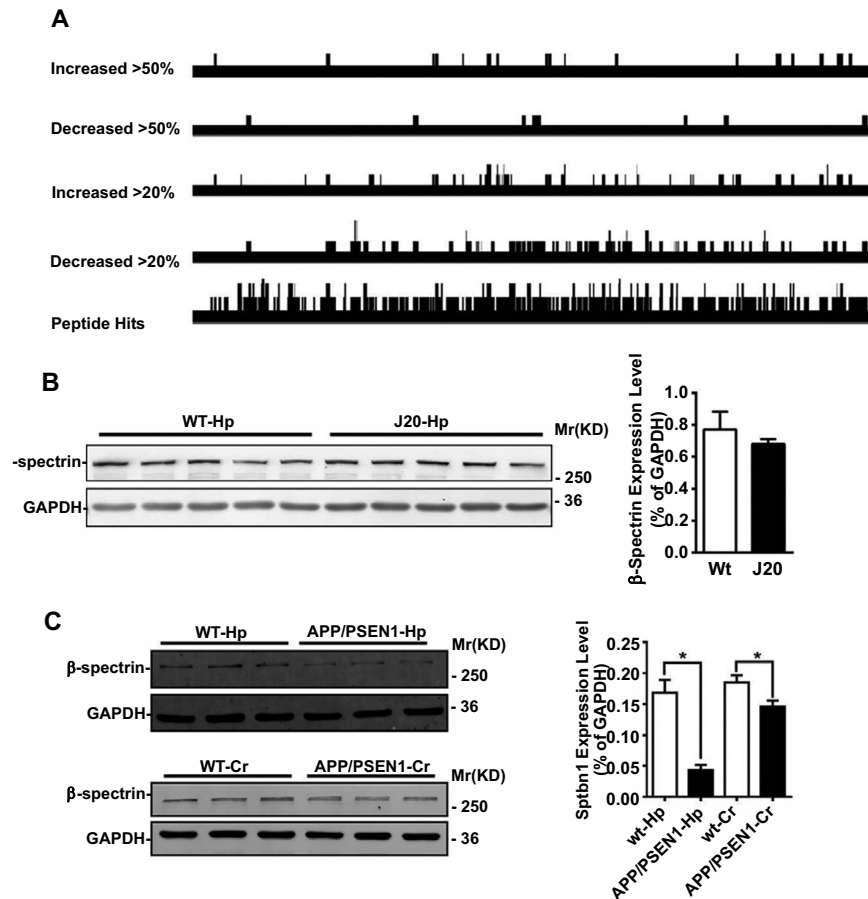 A
Increased >50%
Decreased >50%
Increased >20%
Decreased >20%
Peptide Hits
B
WT-Hp J20-Hp Mr(KD)
-spectrin-
- 250
GAPDH- - 36
β-Spectrin Expression Level
(% of GAPDH)
1.0
0.8
0.6
0.4
0.2
0.0
Wt J20
C
WT-Hp APP/PSEN1-Hp Mr(KD)
β-spectrin- - 250
GAPDH- - 36
WT-Cr APP/PSEN1-Cr Mr(KD)
β-spectrin- - 250
GAPDH- - 36
Sptbn1 Expression Level
(% of GAPDH)
0.25
0.20
0.15
0.10
0.05
0.00
* *
wt-Hp
APP/PSEN1-Hp
wt-Cr
APP/PSEN1-Cr